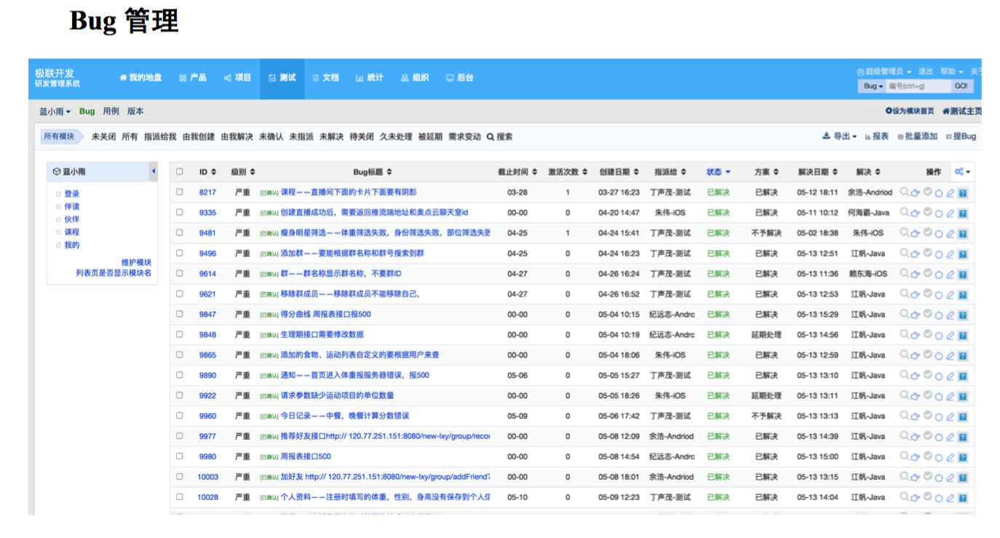 Bug 管理
极联开发
研发管理系统
我的地盘 产品 项目 测试 文档 统计 组织 后台
超级管理员 退出 帮助
Bug 编号(ctrl+g) GO!
蓝小雨 Bug 用例 版本 设为模块首页 测试主页
所有模块 未关闭 所有 指派给我 由我创建 由我解决 未确认 未指派 未解决 待关闭 久未处理 被延期 需求变动 搜索 导出 报表 批量添加 提Bug
蓝小雨
登录
伴读
伙伴
课程
我的
维护模块
列表页是否显示模块名
ID 级别 Bug标题 截止时间 激活次数 创建日期 指派给 状态 方案 解决日期 解决 操作
8217 严重 [已确认] 课程——直播间下面的卡片下面要有阴影 03-28 1 03-27 16:23 丁声茂-测试 已解决 已解决 05-12 18:11 余浩-Andriod
9335 严重 [已确认] 创建直播成功后，需要返回推流端地址和奥点云聊天室id 00-00 0 04-20 14:47 朱伟-iOS 已解决 已解决 05-11 10:12 何海霸-Java
9481 严重 [已确认] 瘦身明星筛选——体重筛选失败，身份筛选失败，部位筛选失败 04-25 1 04-24 15:41 丁声茂-测试 已解决 不予解决 05-02 18:38 朱伟-iOS
9496 严重 [已确认] 添加群——要能根据群名称和群号搜索到群 04-25 0 04-24 16:23 丁声茂-测试 已解决 已解决 05-13 12:51 江帆-Java
9614 严重 [已确认] 群——群名称显示群名称，不要群ID 04-27 0 04-26 16:24 丁声茂-测试 已解决 已解决 05-13 11:36 赖东海-iOS
9621 严重 [已确认] 移除群成员——移除群成员不能移除自己， 04-27 0 04-26 16:52 丁声茂-测试 已解决 已解决 05-13 12:53 江帆-Java
9847 严重 [已确认] 得分曲线 周报表接口报500 00-00 0 05-04 10:15 纪远志-Andro 已解决 已解决 05-13 15:29 江帆-Java
9848 严重 [已确认] 生理期接口需要修改数据 00-00 0 05-04 10:19 纪远志-Andro 已解决 延期处理 05-13 14:56 江帆-Java
9865 严重 [已确认] 添加的食物、运动列表自定义的要根据用户来查 00-00 0 05-04 18:06 朱伟-iOS 已解决 已解决 05-13 12:59 江帆-Java
9890 严重 [已确认] 通知——首页进入体重报服务器错误，报500 05-06 0 05-05 15:27 丁声茂-测试 已解决 已解决 05-13 13:10 江帆-Java
9922 严重 [已确认] 请求参数缺少运动项目的单位数量 00-00 0 05-05 18:26 朱伟-iOS 已解决 延期处理 05-13 13:11 江帆-Java
9960 严重 [已确认] 今日记录——中餐，晚餐计算分数错误 05-09 0 05-06 17:42 丁声茂-测试 已解决 不予解决 05-13 13:13 江帆-Java
9977 严重 [已确认] 推荐好友接口http:// 120.77.251.151:8080/new-lxy/group/recor 00-00 0 05-08 12:09 余浩-Andriod 已解决 已解决 05-13 14:39 江帆-Java
9980 严重 [已确认] 周报表接口500 00-00 0 05-08 14:54 纪远志-Andro 已解决 已解决 05-13 15:00 江帆-Java
10003 严重 [已确认] 加好友 http:// 120.77.251.151:8080/new-lxy/group/addFriend? 00-00 0 05-08 18:01 余浩-Andriod 已解决 已解决 05-13 13:15 江帆-Java
10028 严重 [已确认] 个人资料——注册时填写的体重，性别，身高没有保存到个人信 05-10 0 05-09 12:23 丁声茂-测试 已解决 已解决 05-13 14:04 江帆-Java